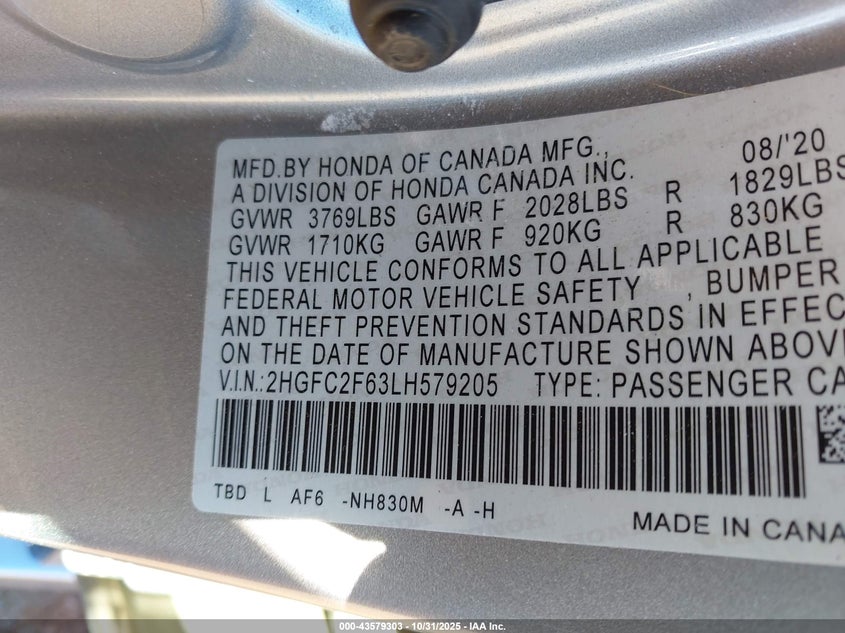 MFD.BY HONDA OF CANADA MFG., 08/'20
A DIVISION OF HONDA CANADA INC.
GVWR 3769LBS GAWR F 2028LBS R 1829LBS
GVWR 1710KG GAWR F 920KG R 830KG
THIS VEHICLE CONFORMS TO ALL APPLICABLE
FEDERAL MOTOR VEHICLE SAFETY , BUMPER
AND THEFT PREVENTION STANDARDS IN EFFEC
ON THE DATE OF MANUFACTURE SHOWN ABOV
V.I.N.:2HGFC2F63LH579205 TYPE: PASSENGER CA
TBD L AF6 -NH830M -A -H
MADE IN CANA
000-43579303 | 10/31/2025 - IAA Inc.